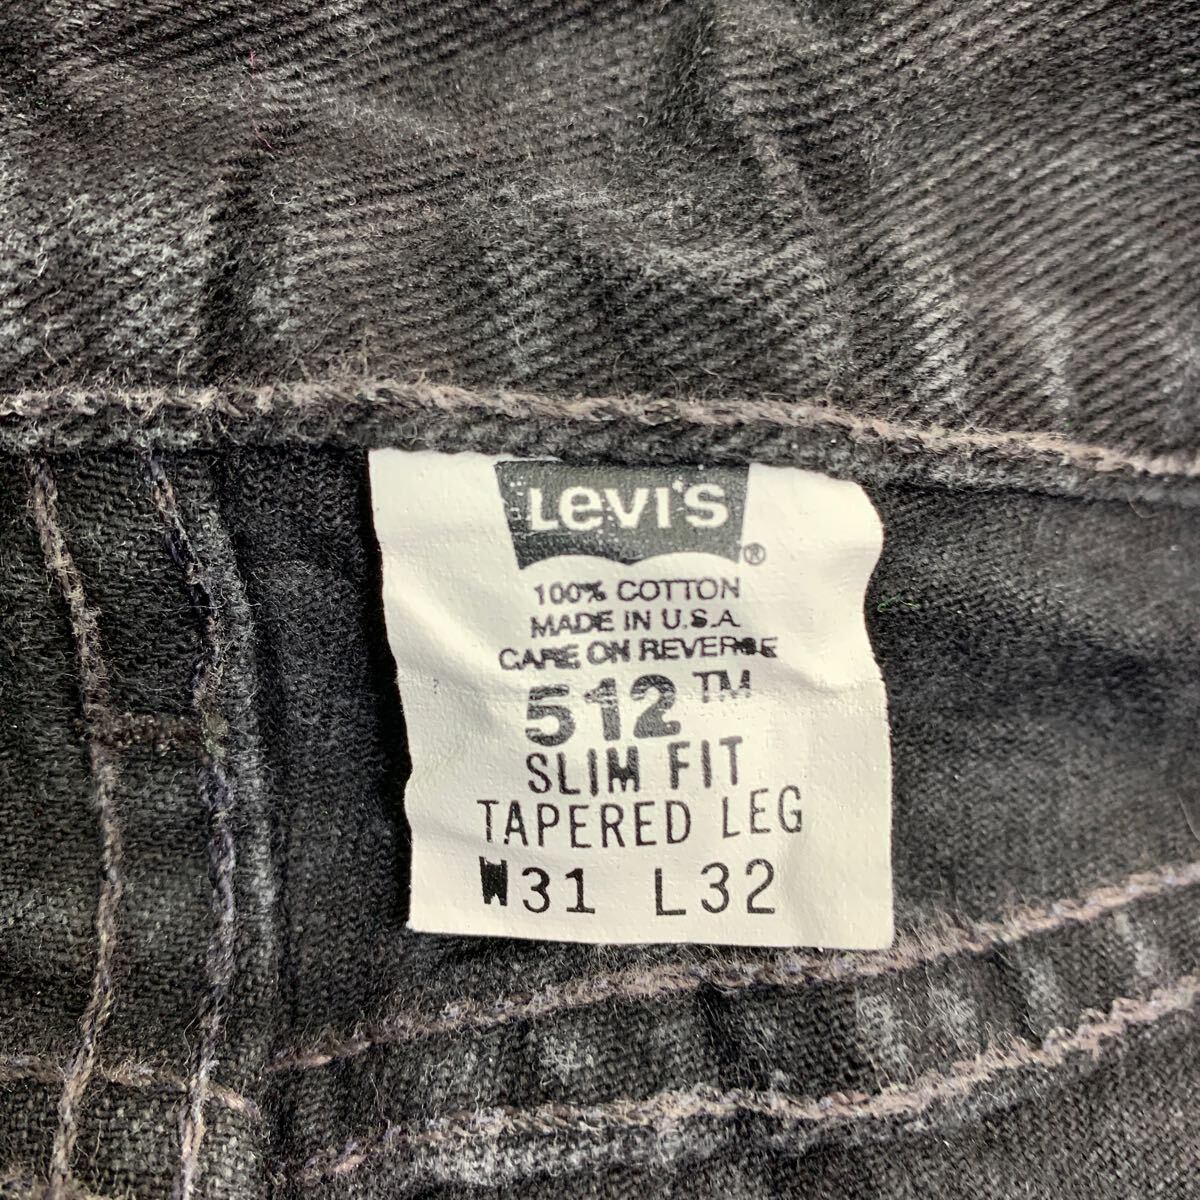 Levi's ®
100% COTTON
MADE IN U.S.A.
CARE ON REVERSE
512™
SLIM FIT
TAPERED LEG
W31 L32